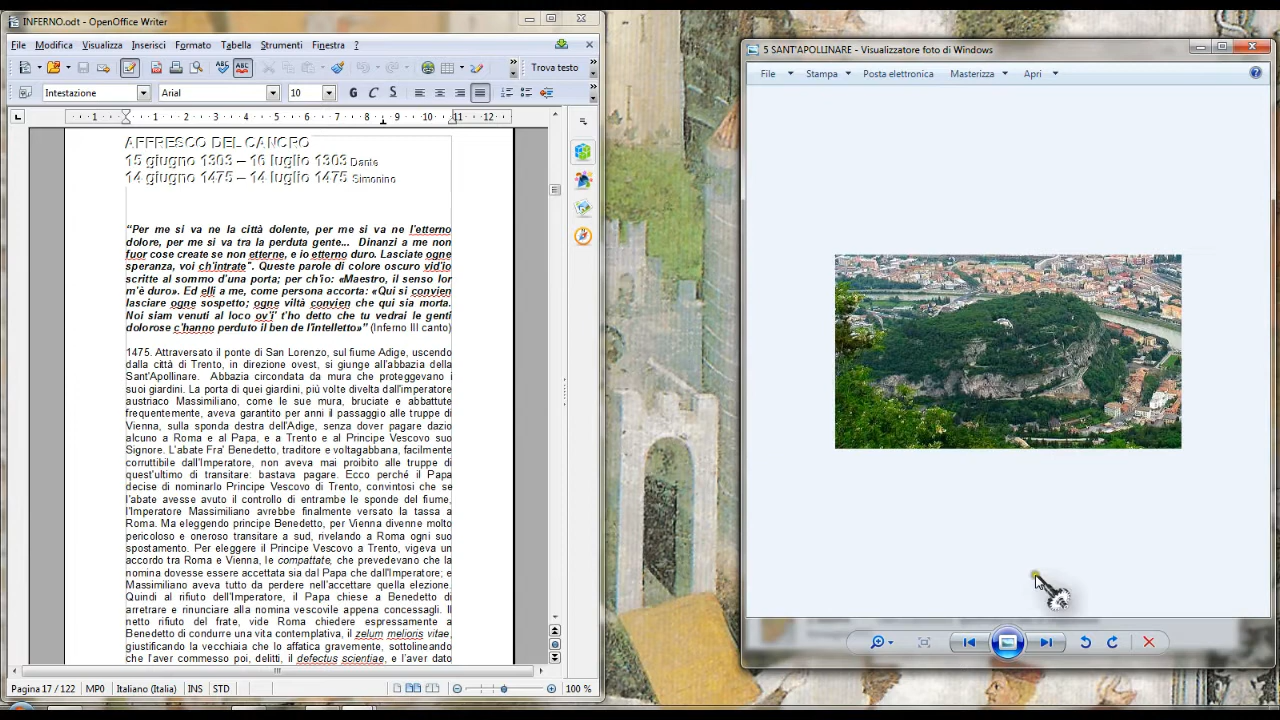 INFERNO.odt - OpenOffice Writer
File Modifica Visualizza Inserisci Formato Tabella Strumenti Finestra ?
Trova testo
Intestazione Arial 10 G C S
1 1 2 3 4 5 6 7 8 9 10 11 12
AFFRESCO DEL CANCRO
15 giugno 1303 – 16 luglio 1303 Dante
14 giugno 1475 – 14 luglio 1475 Simonino
“Per me si va ne la città dolente, per me si va ne l'etterno
dolore, per me si va tra la perduta gente... Dinanzi a me non
fuor cose create se non etterne, e io etterno duro. Lasciate ogne
speranza, voi ch'intrate”. Queste parole di colore oscuro vid'io
scritte al sommo d'una porta; per ch'io: «Maestro, il senso lor
m'è duro». Ed elli a me, come persona accorta: «Qui si convien
lasciare ogne sospetto; ogne viltà convien che qui sia morta.
Noi siam venuti al loco ov'i' t'ho detto che tu vedrai le genti
dolorose c'hanno perduto il ben de l'intelletto»” (Inferno III canto)
1475. Attraversato il ponte di San Lorenzo, sul fiume Adige, uscendo
dalla città di Trento, in direzione ovest, si giunge all'abbazia della
Sant'Apollinare. Abbazia circondata da mura che proteggevano i
suoi giardini. La porta di quei giardini, più volte divelta dall'imperatore
austriaco Massimiliano, come le sue mura, bruciate e abbattute
frequentemente, aveva garantito per anni il passaggio alle truppe di
Vienna, sulla sponda destra dell'Adige, senza dover pagare dazio
alcuno a Roma e al Papa, e a Trento e al Principe Vescovo suo
Signore. L'abate Fra' Benedetto, traditore e voltagabbana, facilmente
corruttibile dall'Imperatore, non aveva mai proibito alle truppe di
quest'ultimo di transitare: bastava pagare. Ecco perché il Papa
decise di nominarlo Principe Vescovo di Trento, convintosi che se
l'abate avesse avuto il controllo di entrambe le sponde del fiume,
l'Imperatore Massimiliano avrebbe finalmente versato la tassa a
Roma. Ma eleggendo principe Benedetto, per Vienna divenne molto
pericoloso e oneroso transitare a sud, rivelando a Roma ogni suo
spostamento. Per eleggere il Principe Vescovo a Trento, vigeva un
accordo tra Roma e Vienna, le compattate, che prevedevano che la
nomina dovesse essere accettata sia dal Papa che dall'Imperatore; e
Massimiliano aveva tutto da perdere nell'accettare quella elezione.
Quindi al rifiuto dell'Imperatore, il Papa chiese a Benedetto di
arretrare e rinunciare alla nomina vescovile appena concessagli. Il
netto rifiuto del frate, vide Roma chiedere espressamente a
Benedetto di condurre una vita contemplativa, il zelum melioris vitae,
giustificando la vecchiaia che lo affatica gravemente, sottolineando
che l'aver commesso poi, delitti, il defectus scientiae, e l'aver dato
Pagina 17 / 122 MP0 Italiano (Italia) INS STD 100 %
5 SANT'APOLLINARE - Visualizzatore foto di Windows
File Stampa Posta elettronica Masterizza Apri